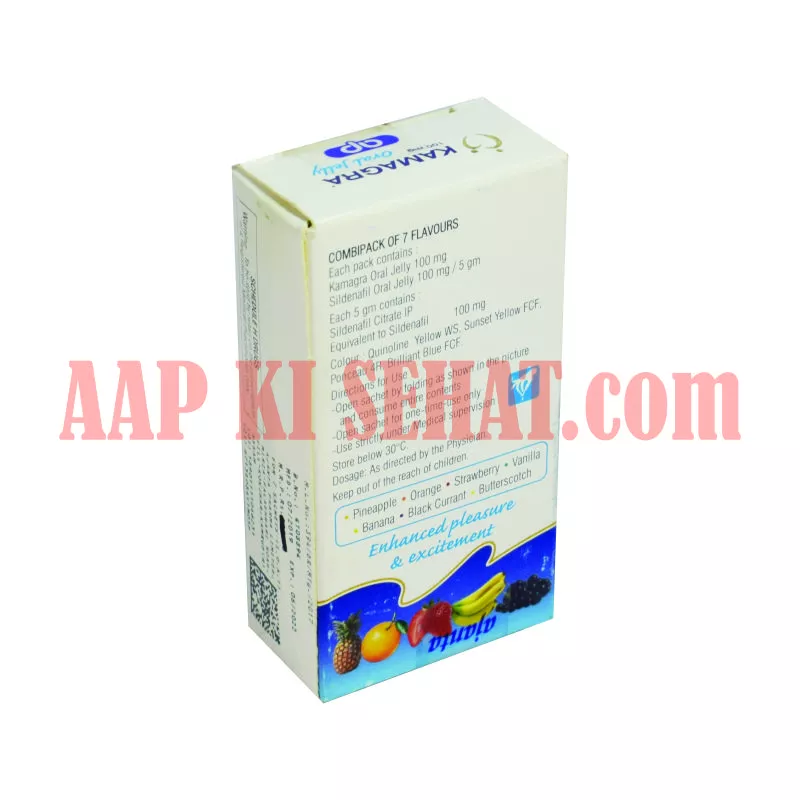 KAMAGRA
100 mg
Oral Jelly
ap
COMBIPACK OF 7 FLAVOURS
Each pack contains :
Kamagra Oral Jelly 100 mg
Sildenafil Oral Jelly 100 mg / 5 gm
Each 5 gm contains :
Sildenafil Citrate IP
Equivalent to Sildenafil 100 mg
Colour : Quinoline Yellow WS, Sunset Yellow FCF,
Ponceau 4R, Brilliant Blue FCF.
Directions for Use
-Open sachet by folding as shown in the picture
and consume entire contents
-Open sachet for one-time-use only
-Use strictly under Medical supervision
Store below 30°C.
Dosage: As directed by the Physician.
Keep out of the reach of children.
• Pineapple • Orange • Strawberry • Vanilla
• Banana • Black Currant • Butterscotch
Enhanced pleasure
& excitement
ajanta
AAP KI SEHAT.com